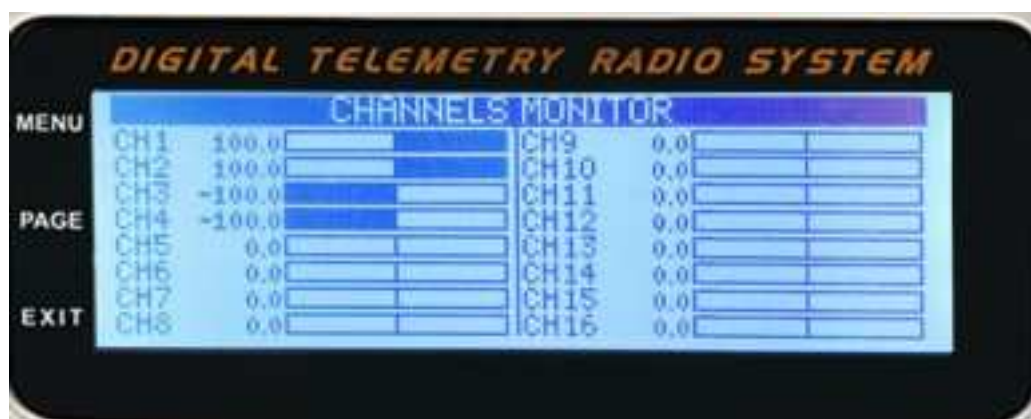 DIGITAL TELEMETRY RADIO SYSTEM
CHANNELS MONITOR
MENU
CH1 100.0 CH9 0.0
CH2 100.0 CH10 0.0
CH3 -100.0 CH11 0.0
PAGE
CH4 -100.0 CH12 0.0
CH5 0.0 CH13 0.0
CH6 0.0 CH14 0.0
CH7 0.0 CH15 0.0
EXIT
CH8 0.0 CH16 0.0